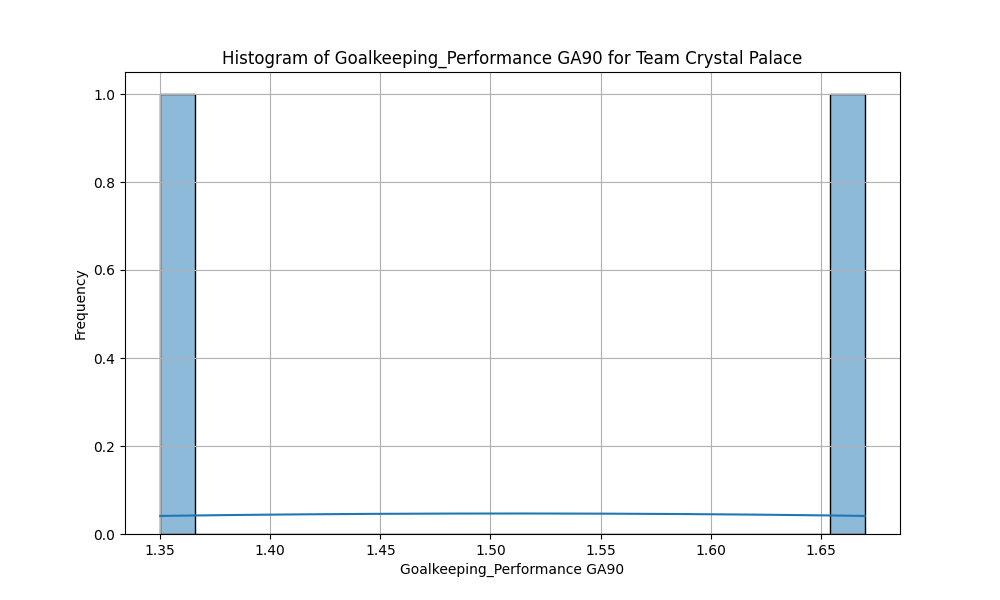 Histogram of Goalkeeping_Performance GA90 for Team Crystal Palace
1.0
0.8
0.6
0.4
0.2
0.0
Frequency
1.35 1.40 1.45 1.50 1.55 1.60 1.65
Goalkeeping_Performance GA90